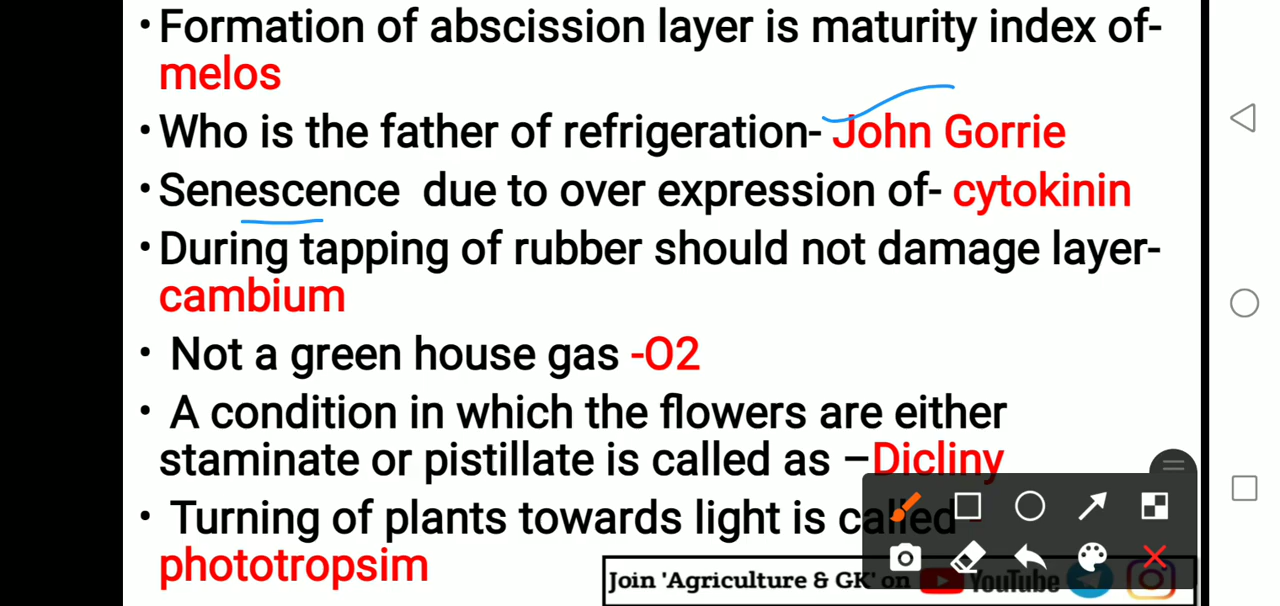 • Formation of abscission layer is maturity index of-
melos
• Who is the father of refrigeration- John Gorrie
• Senescence due to over expression of- cytokinin
• During tapping of rubber should not damage layer-
cambium
• Not a green house gas -O2
• A condition in which the flowers are either
staminate or pistillate is called as –Dicliny
• Turning of plants towards light is called -
phototropsim
Join 'Agriculture & GK' on YouTube